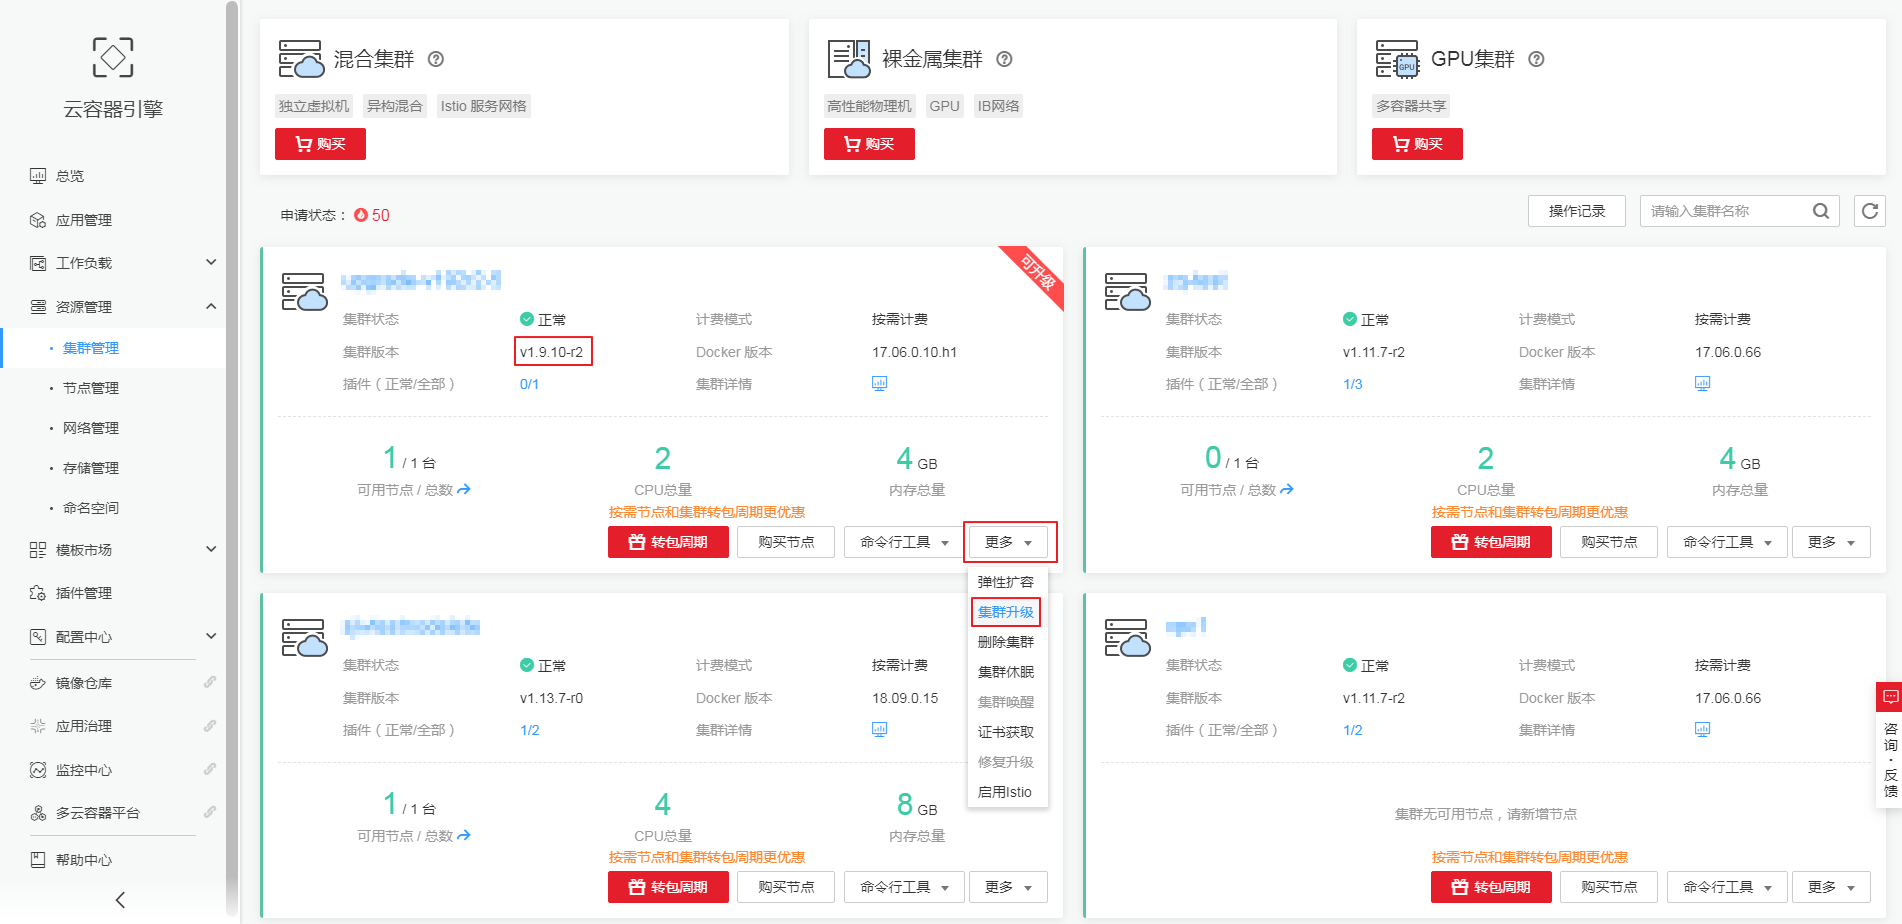 云容器引擎
总览
应用管理
工作负载
资源管理
· 集群管理
· 节点管理
· 网络管理
· 存储管理
· 命名空间
模板市场
插件管理
配置中心
镜像仓库
应用治理
监控中心
多云容器平台
帮助中心
混合集群
独立虚拟机 异构混合 Istio 服务网格
购买
裸金属集群
高性能物理机 GPU IB网络
购买
GPU集群
GPU
多容器共享
购买
申请状态： 50
操作记录 请输入集群名称
可升级
集群状态 正常 计费模式 按需计费
集群版本 v1.9.10-r2 Docker 版本 17.06.0.10.h1
插件（正常/全部） 0/1 集群详情
1 / 1 台 2 4 GB
可用节点 / 总数 CPU总量 内存总量
按需节点和集群转包周期更优惠
转包周期 购买节点 命令行工具 更多
弹性扩容
集群升级
删除集群
集群休眠
集群唤醒
证书获取
修复升级
启用Istio
集群状态 正常 计费模式 按需计费
集群版本 v1.11.7-r2 Docker 版本 17.06.0.66
插件（正常/全部） 1/3 集群详情
0 / 1 台 2 4 GB
可用节点 / 总数 CPU总量 内存总量
按需节点和集群转包周期更优惠
转包周期 购买节点 命令行工具 更多
集群状态 正常 计费模式 按需计费
集群版本 v1.13.7-r0 Docker 版本 18.09.0.15
插件（正常/全部） 1/2 集群详情
1 / 1 台 4 8 GB
可用节点 / 总数 CPU总量 内存总量
按需节点和集群转包周期更优惠
转包周期 购买节点 命令行工具 更多
集群状态 正常 计费模式 按需计费
集群版本 v1.11.7-r2 Docker 版本 17.06.0.66
插件（正常/全部） 1/2 集群详情
集群无可用节点，请新增节点
按需节点和集群转包周期更优惠
转包周期 购买节点 命令行工具 更多
咨询·反馈